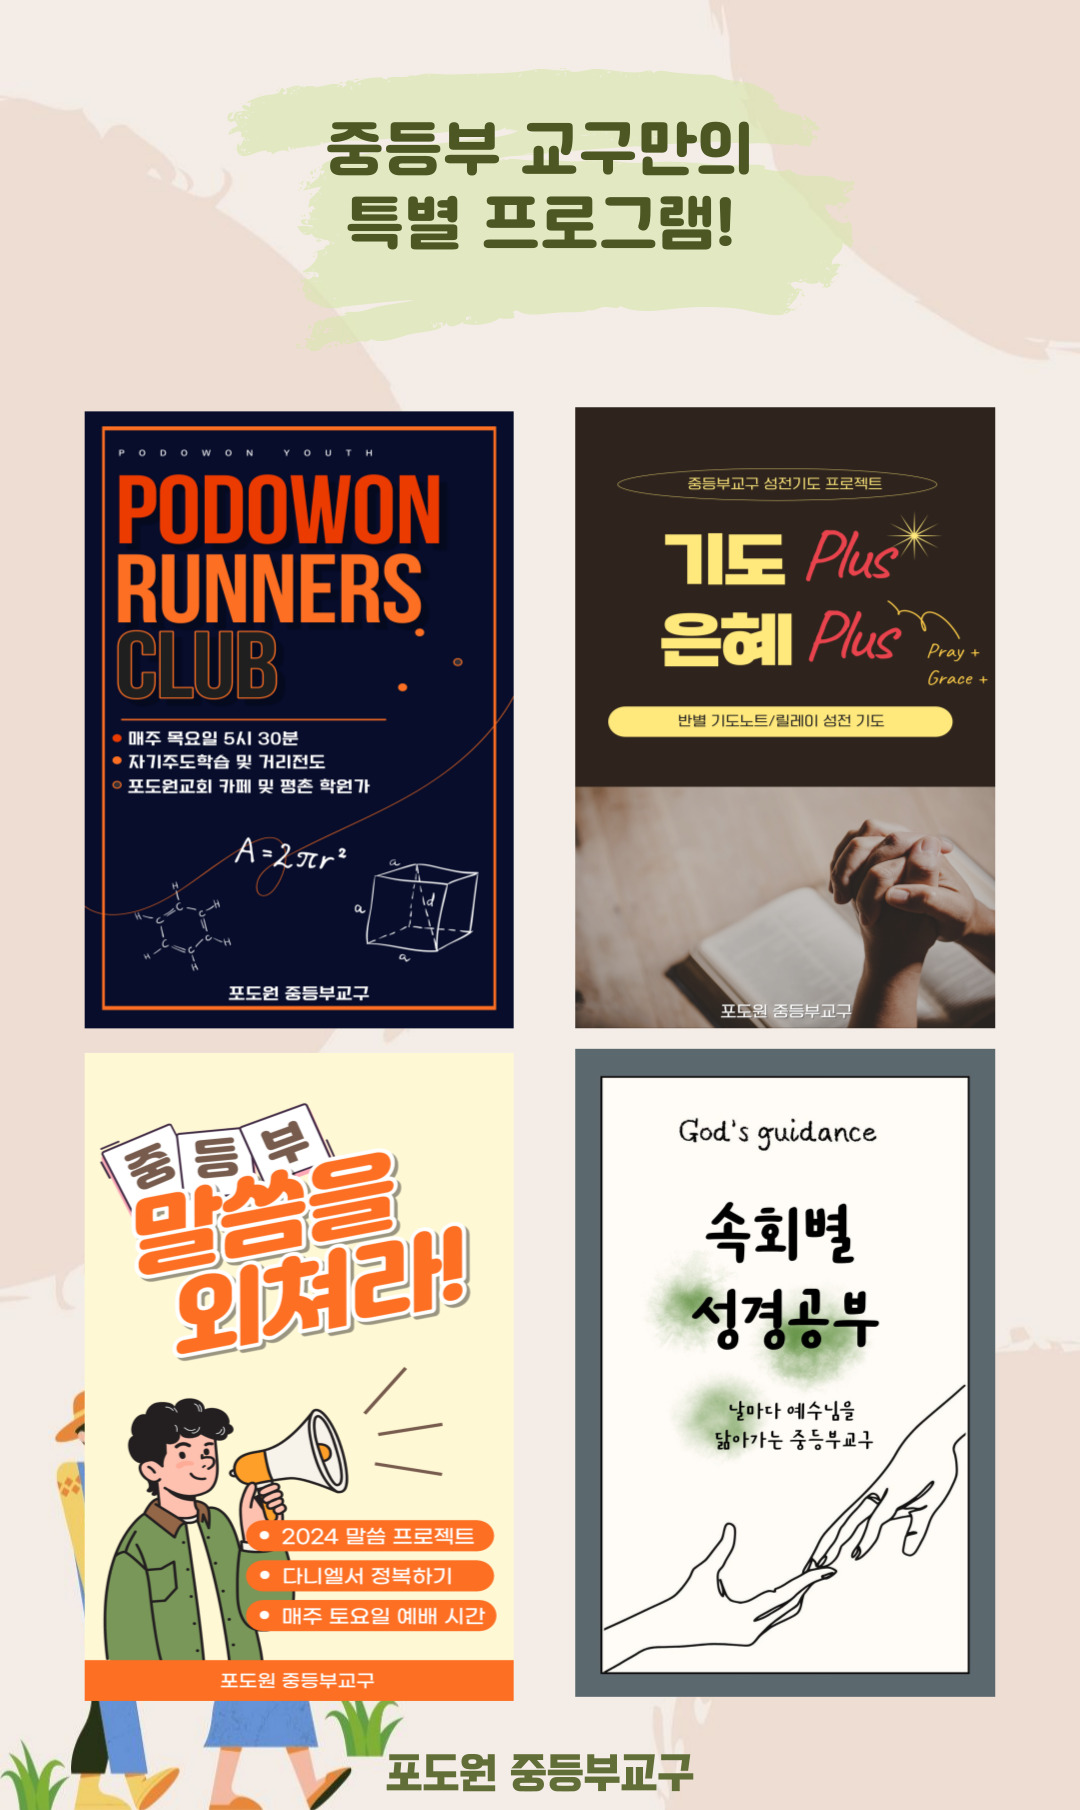 중등부 교구만의
특별 프로그램!
PODOWON YOUTH
PODOWON
RUNNERS
CLUB
매주 목요일 5시 30분
자기주도학습 및 거리전도
포도원교회 카페 및 평촌 학원가
A=2πr²
a
a
d
a
H
H
C
H
C
C
C
C
H
C
H
H
포도원 중등부교구
중등부교구 성전기도 프로젝트
기도 Plus
은혜 Plus
Pray +
Grace +
반별 기도노트/릴레이 성전 기도
포도원 중등부교구
중등부
말씀을
외쳐라!
2024 말씀 프로젝트
다니엘서 정복하기
매주 토요일 예배 시간
포도원 중등부교구
God's guidance
속회별
성경공부
날마다 예수님을
닮아가는 중등부교구
포도원 중등부교구